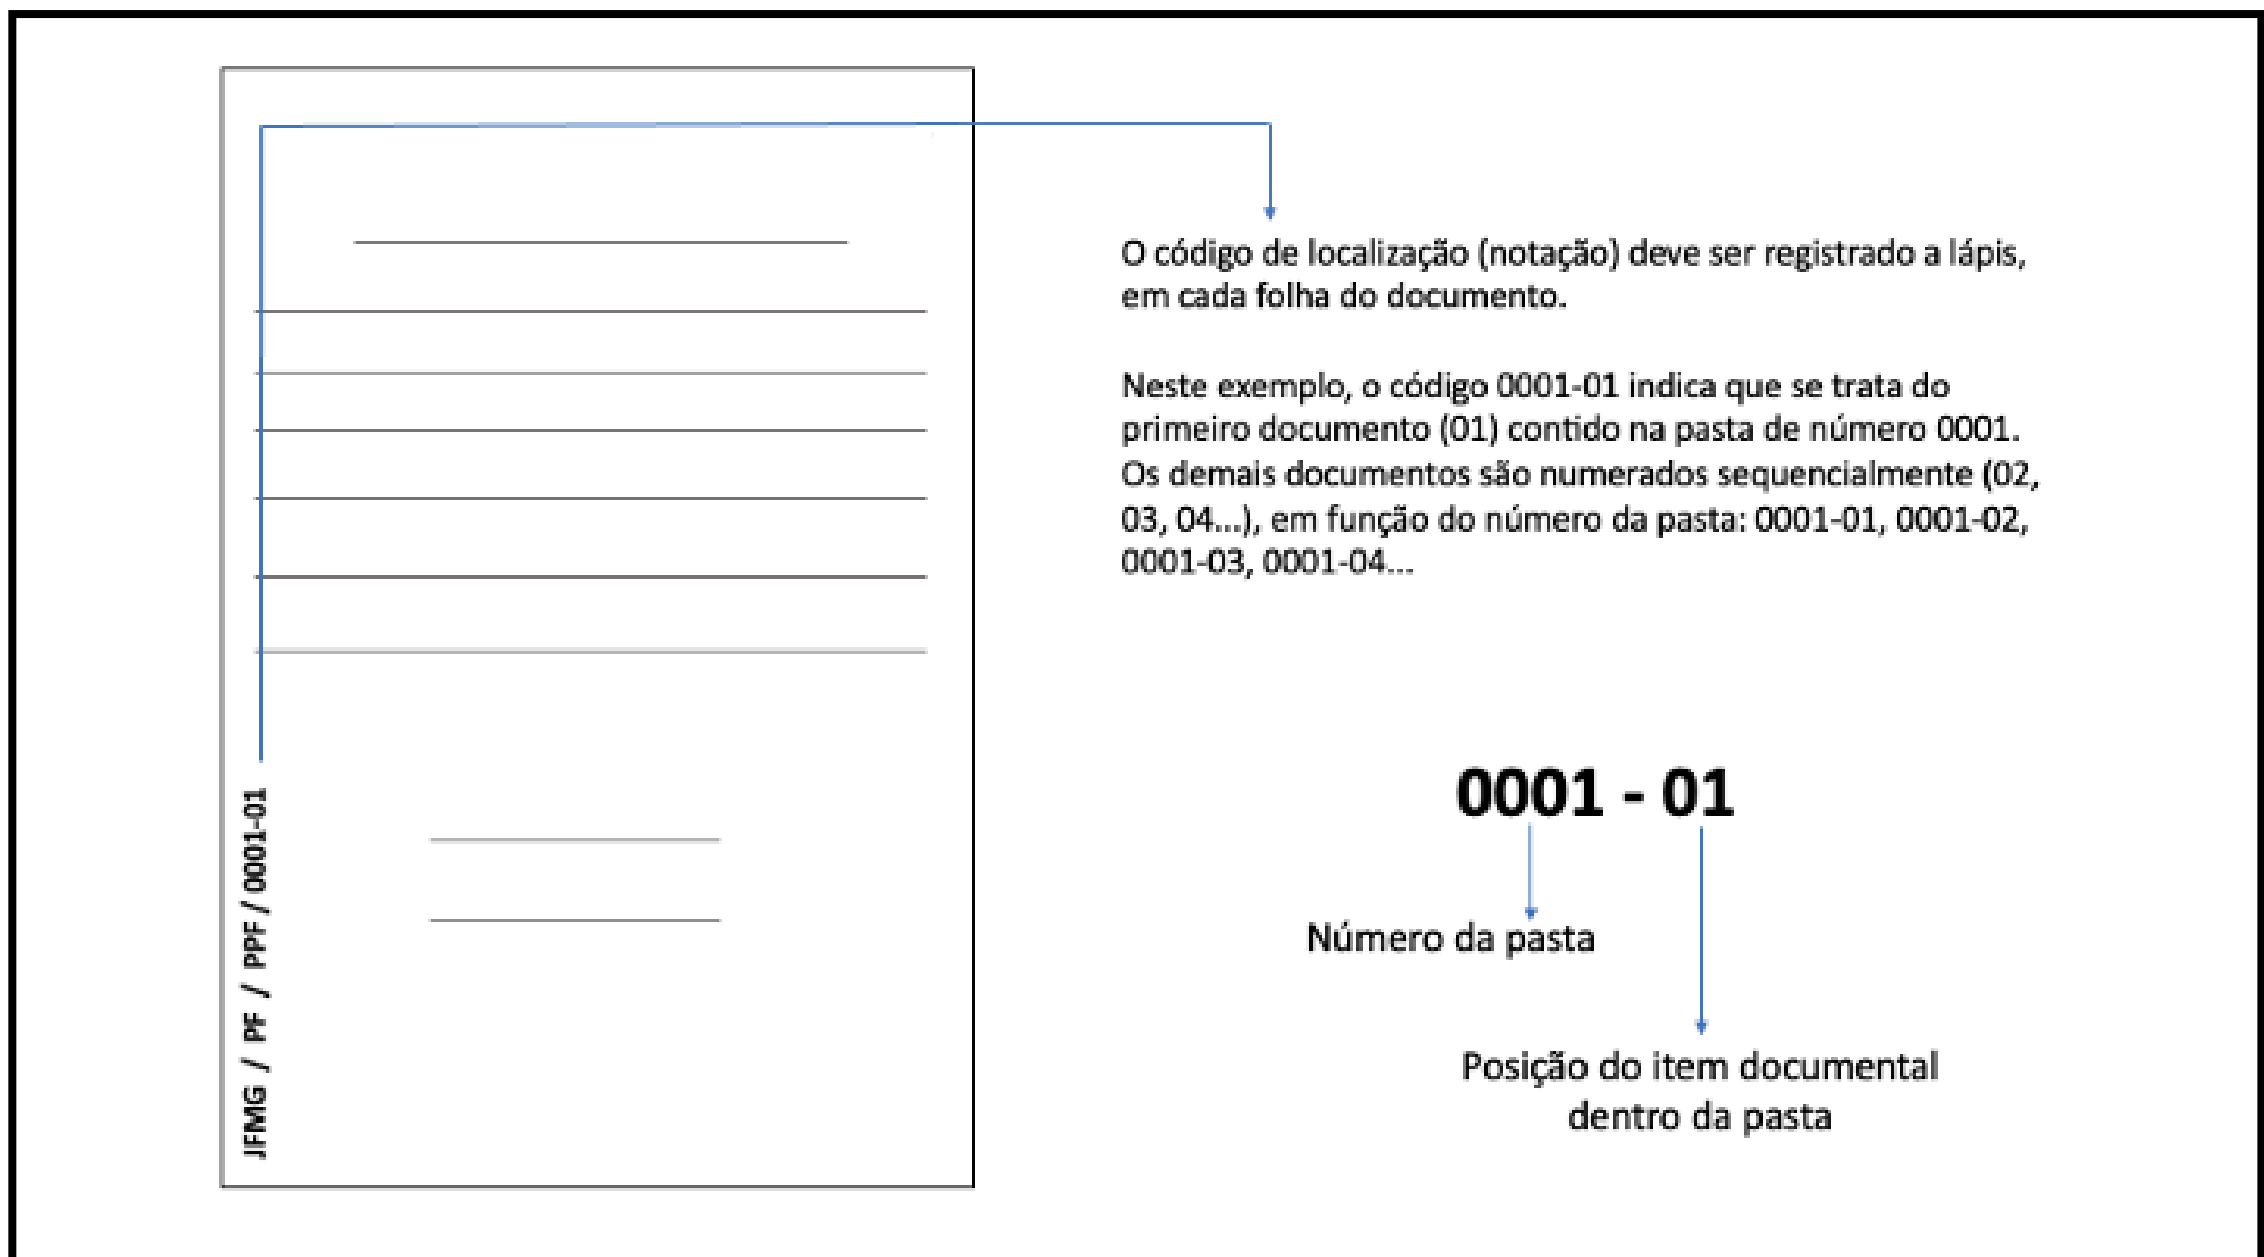 O código de localização (notação) deve ser registrado a lápis,
em cada folha do documento.
Neste exemplo, o código 0001-01 indica que se trata do
primeiro documento (01) contido na pasta de número 0001.
Os demais documentos são numerados sequencialmente (02,
03, 04...), em função do número da pasta: 0001-01, 0001-02,
0001-03, 0001-04...
JFMG / PF / PPF / 0001-01
0001 - 01
Número da pasta
Posição do item documental
dentro da pasta